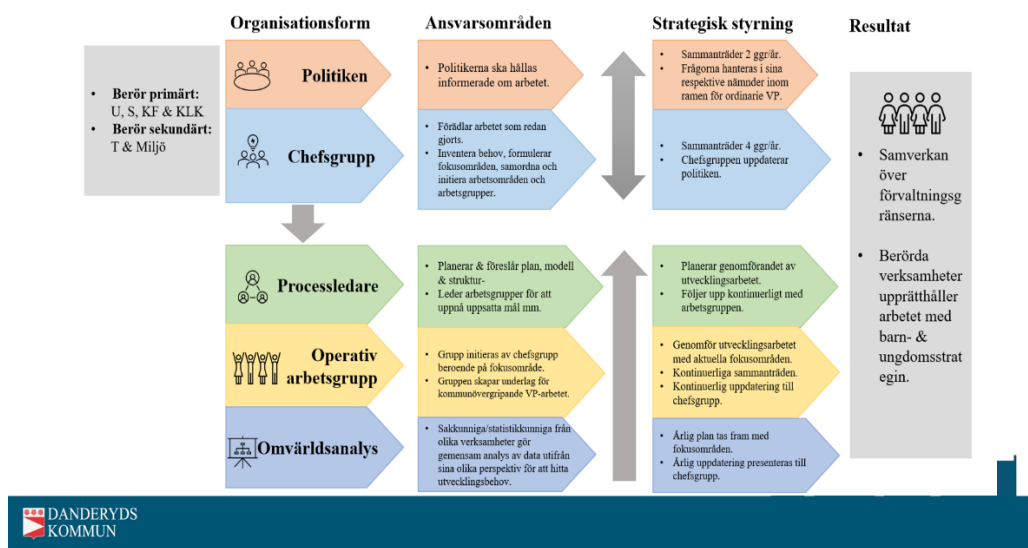 Organisationsform
Ansvarsområden
Strategisk styrning
Resultat
• Berör primärt:
U, S, KF & KLK
• Berör sekundärt:
T & Miljö
Politiken
• Politikerna ska hållas
informerade om arbetet.
• Sammanträder 2 ggr/år.
• Frågorna hanteras i sina
respektive nämnder inom
ramen för ordinarie VP.
Chefsgrupp
• Förädlar arbetet som redan
gjorts.
• Inventera behov, formulerar
fokusområden, samordna och
initiera arbetsområden och
arbetsgrupper.
• Sammanträder 4 ggr/år.
• Chefsgruppen uppdaterar
politiken.
Processledare
• Planerar & föreslår plan, modell
& struktur-
• Leder arbetsgrupper för att
uppnå uppsatta mål mm.
• Planerar genomförandet av
utvecklingsarbetet.
• Följer upp kontinuerligt med
arbetsgruppen.
Operativ
arbetsgrupp
• Grupp initieras av chefsgrupp
beroende på fokusområde.
• Gruppen skapar underlag för
kommunövergripande VP-arbetet.
• Genomför utvecklingsarbetet
med aktuella fokusområden.
• Kontinuerliga sammanträden.
• Kontinuerlig uppdatering till
chefsgrupp.
Omvärldsanalys
• Sakkunniga/statistikkunniga från
olika verksamheter gör
gemensam analys av data utifrån
sina olika perspektiv för att hitta
utvecklingsbehov.
• Årlig plan tas fram med
fokusområden.
• Årlig uppdatering presenteras till
chefsgrupp.
• Samverkan
över
förvaltningsg
ränserna.
• Berörda
verksamheter
upprätthåller
arbetet med
barn- &
ungdomsstrat
egin.
DANDERYDS
KOMMUN